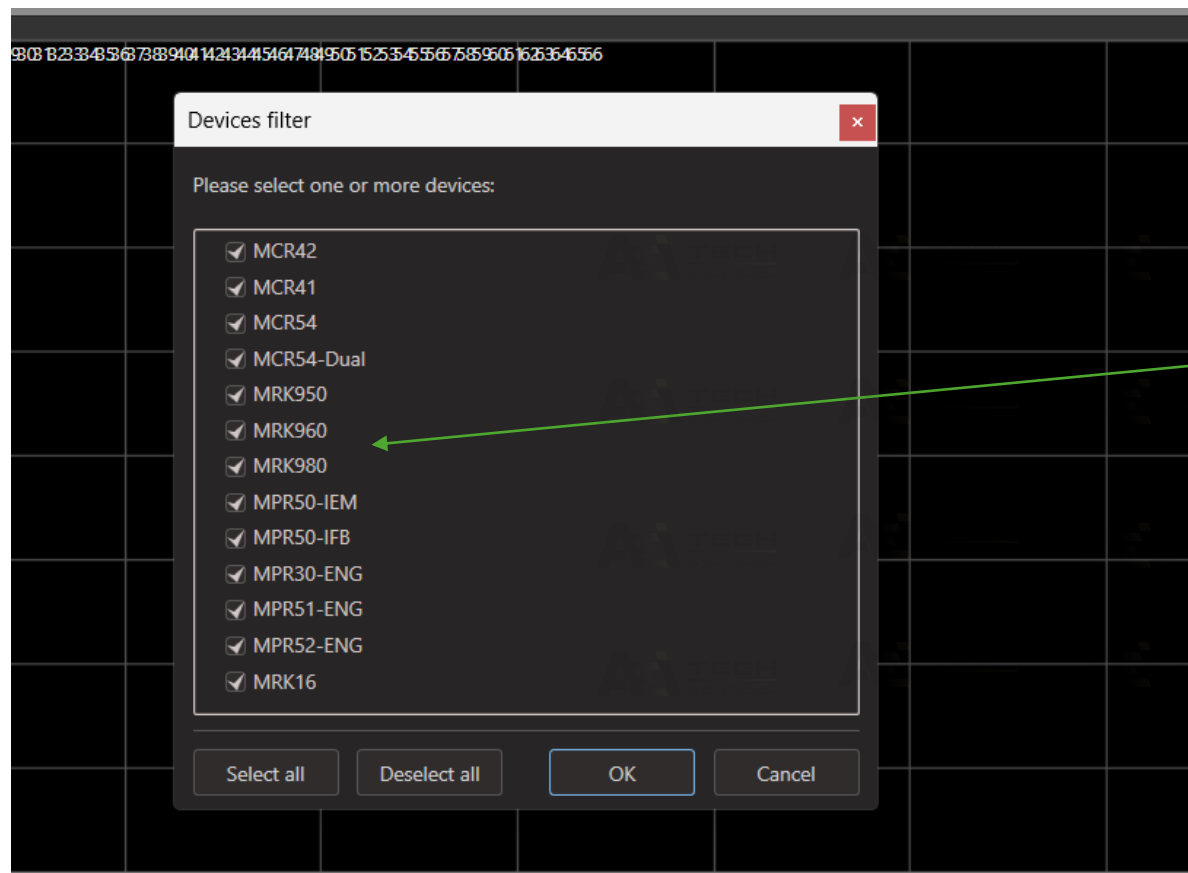 Devices filter
Please select one or more devices:
MCR42
MCR41
MCR54
MCR54-Dual
MRK950
MRK960
MRK980
MPR50-IEM
MPR50-IFB
MPR30-ENG
MPR51-ENG
MPR52-ENG
MRK16
Select all Deselect all OK Cancel